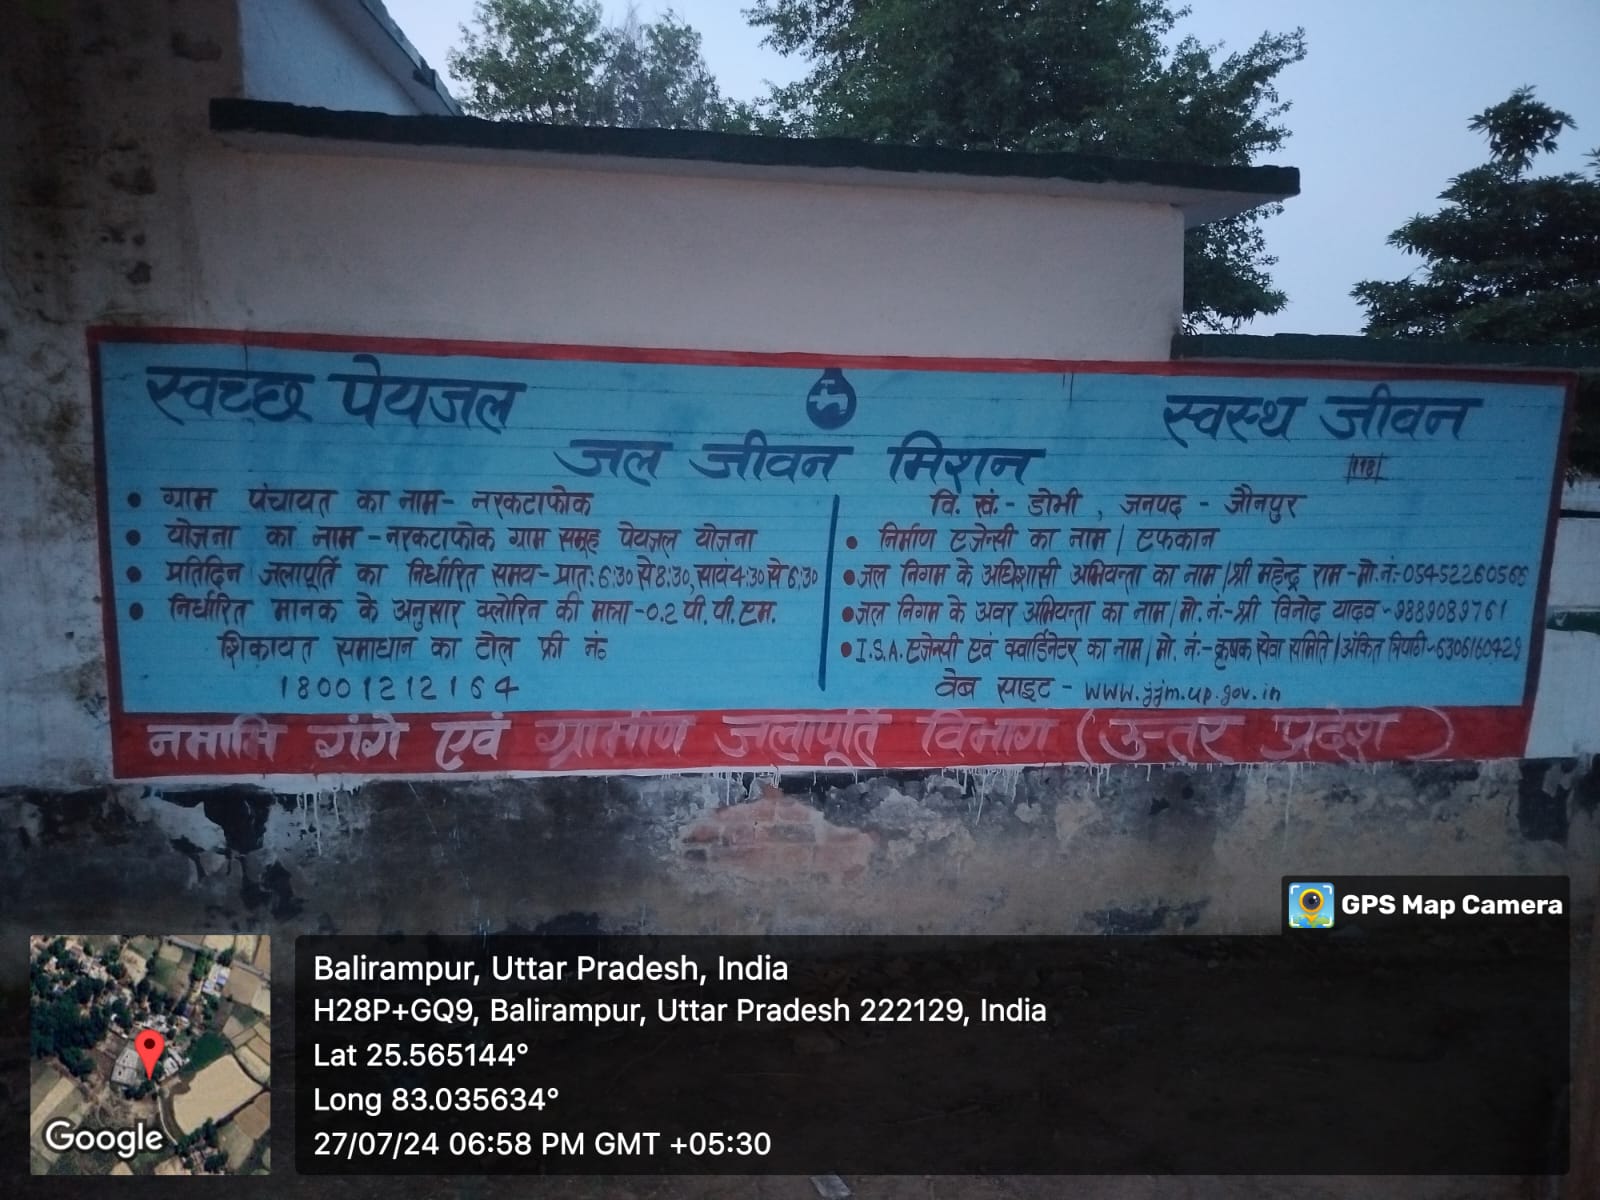 स्वच्छ पेयजल
स्वस्थ जीवन
जल जीवन मिशन
|118|
• ग्राम पंचायत का नाम- नरकटाफोक
• योजना का नाम-नरकटाफोक ग्राम समूह पेयजल योजना
• प्रतिदिन जलापूर्ति का निर्धारित समय-प्रात: 6:30 से 8:30, सायं 4:30 से 6:30
• निर्धारित मानक के अनुसार क्लोरिन की मात्रा-0.2 पी. पी. एम.
शिकायत समाधान का टोल फ्री नं०
18001212164
वि. खं. - डोभी , जनपद - जौनपुर
• निर्माण एजेन्सी का नाम / एफकान
• जल निगम के अधिशासी अभियन्ता का नाम/श्री महेन्द्र राम-मो.नं:-05452260566
• जल निगम के अवर अभियन्ता का नाम/मो. नं.-श्री विनोद यादव-9889089761
• I.S.A. एजेन्सी एवं क्वार्डिनेटर का नाम/मो. नं:-कृषक सेवा समिति/अंकित त्रिपाठी-6306160429
वेब साइट - www.jjm.up.gov.in
नमामि गंगे एवं ग्रामीण जलापूर्ति विभाग (उत्तर प्रदेश)
GPS Map Camera
Balirampur, Uttar Pradesh, India
H28P+GQ9, Balirampur, Uttar Pradesh 222129, India
Lat 25.565144°
Long 83.035634°
27/07/24 06:58 PM GMT +05:30
Google